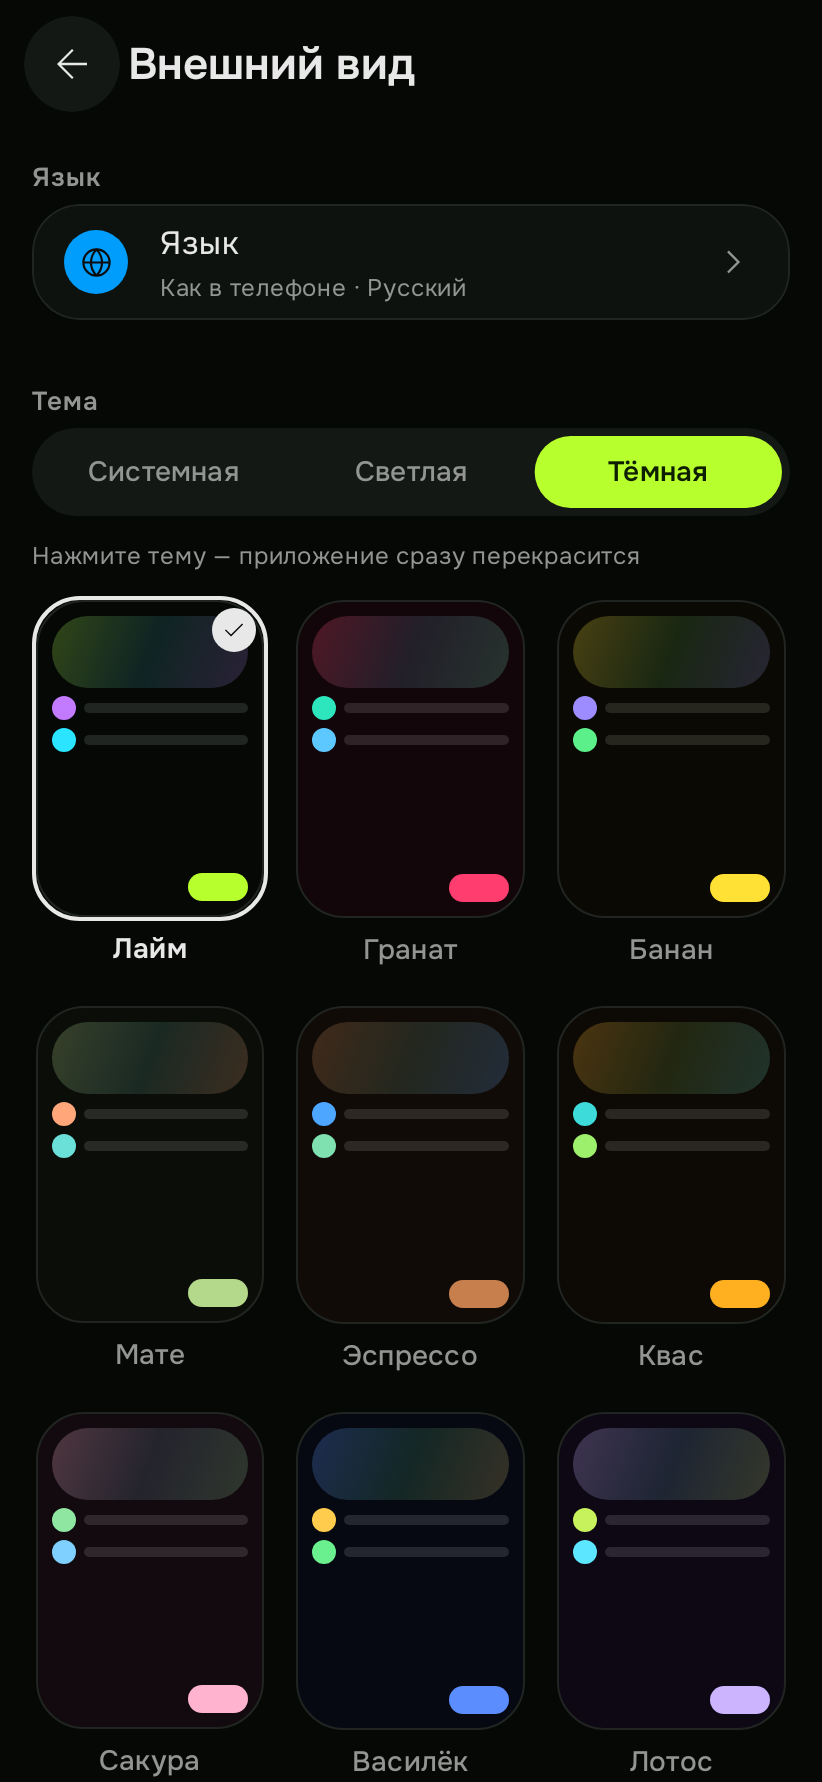 Внешний вид
Язык
Язык
Как в телефоне · Русский
Тема
Системная
Светлая
Тёмная
Нажмите тему — приложение сразу перекрасится
Лайм
Гранат
Банан
Мате
Эспрессо
Квас
Сакура
Василёк
Лотос